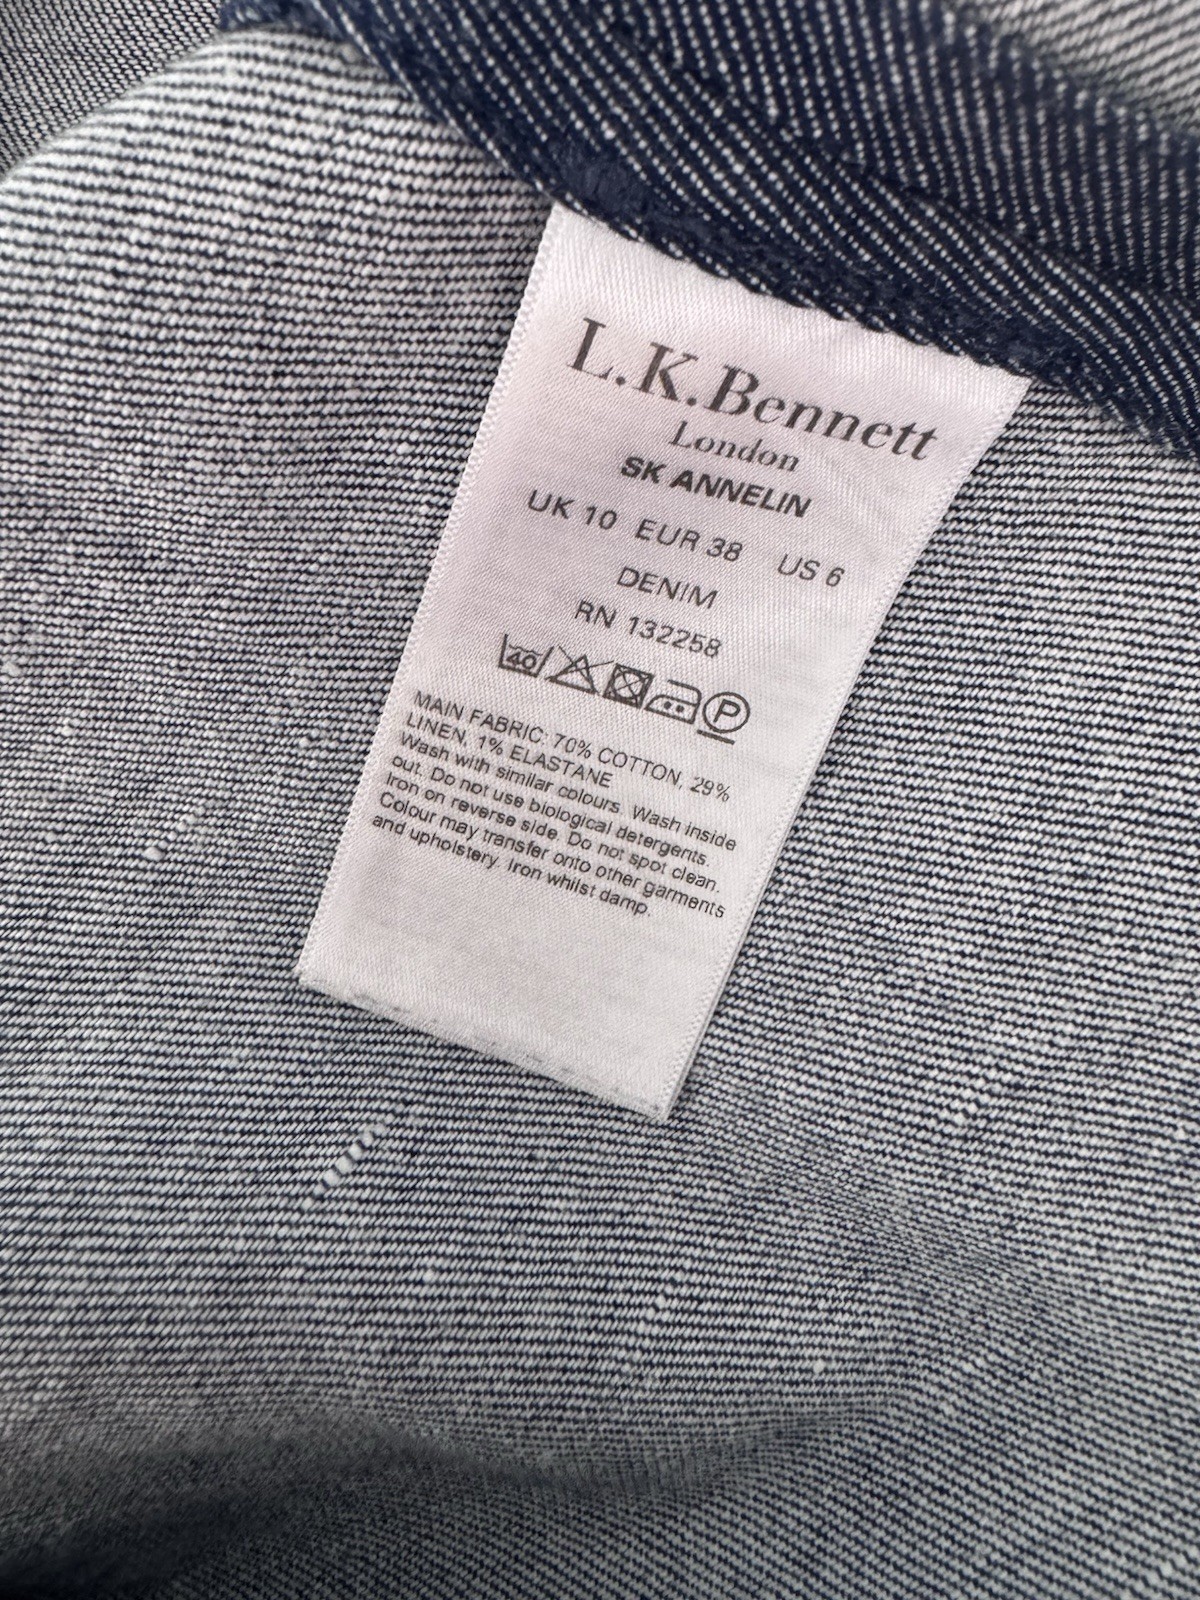 L.K.Bennett
London
SK ANNELIN
UK 10 EUR 38 US 6
DENIM
RN 132258
40 P
MAIN FABRIC: 70% COTTON, 29%
LINEN, 1% ELASTANE
Wash with similar colours. Wash inside
out. Do not use biological detergents.
Iron on reverse side. Do not spot clean.
Colour may transfer onto other garments
and upholstery. Iron whilst damp.